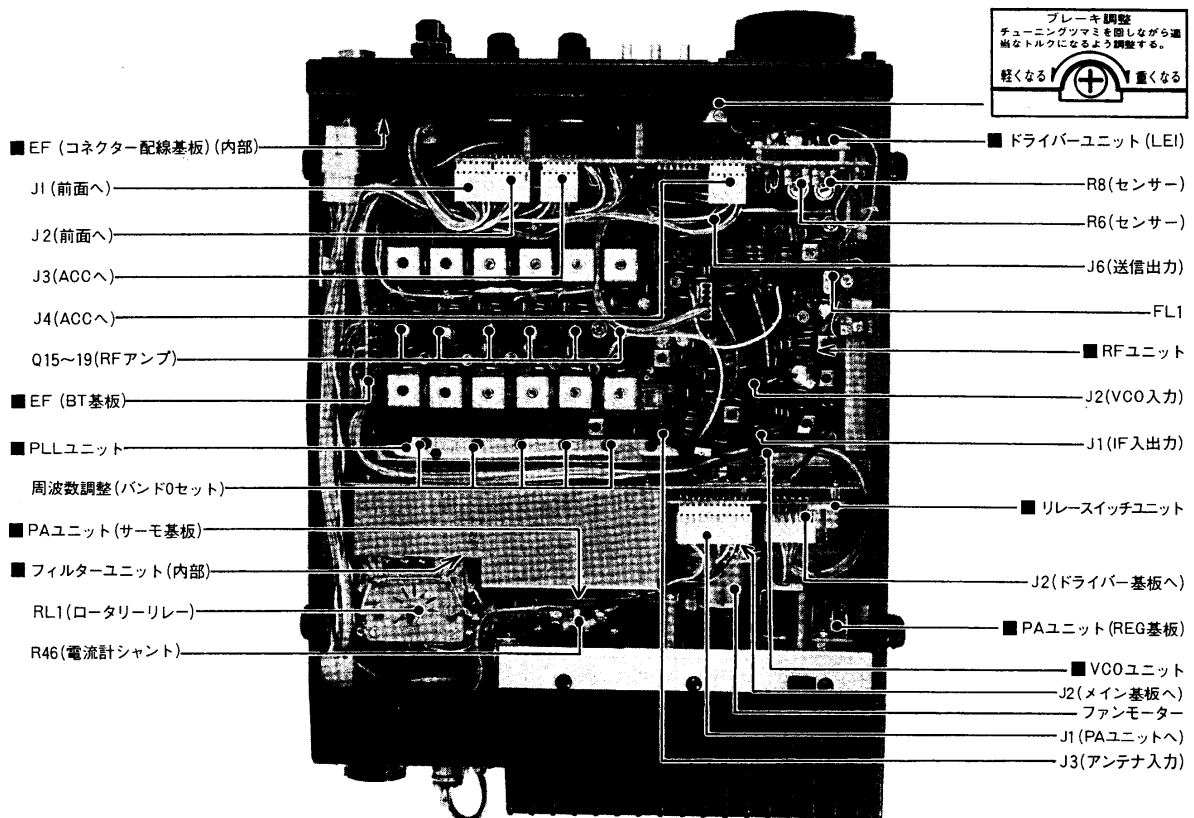 ブレーキ調整
チューニングツマミを回しながら適
当なトルクになるよう調整する。
軽くなる 重くなる
■EF (コネクター配線基板)(内部)
J1(前面へ)
J2(前面へ)
J3(ACCへ)
J4(ACCへ)
Q15~19(RFアンプ)
■EF (BT基板)
■PLLユニット
周波数調整(バンド0セット)
■PAユニット(サーモ基板)
■フィルターユニット(内部)
RL1(ロータリーリレー)
R46(電流計シャント)
■ドライバーユニット(LEI)
R8(センサー)
R6(センサー)
J6(送信出力)
FL1
■RFユニット
J2(VCO入力)
J1(IF入出力)
■リレースイッチユニット
J2(ドライバー基板へ)
■PAユニット(REG基板)
■VCOユニット
J2(メイン基板へ)
ファンモーター
J1(PAユニットへ)
J3(アンテナ入力)